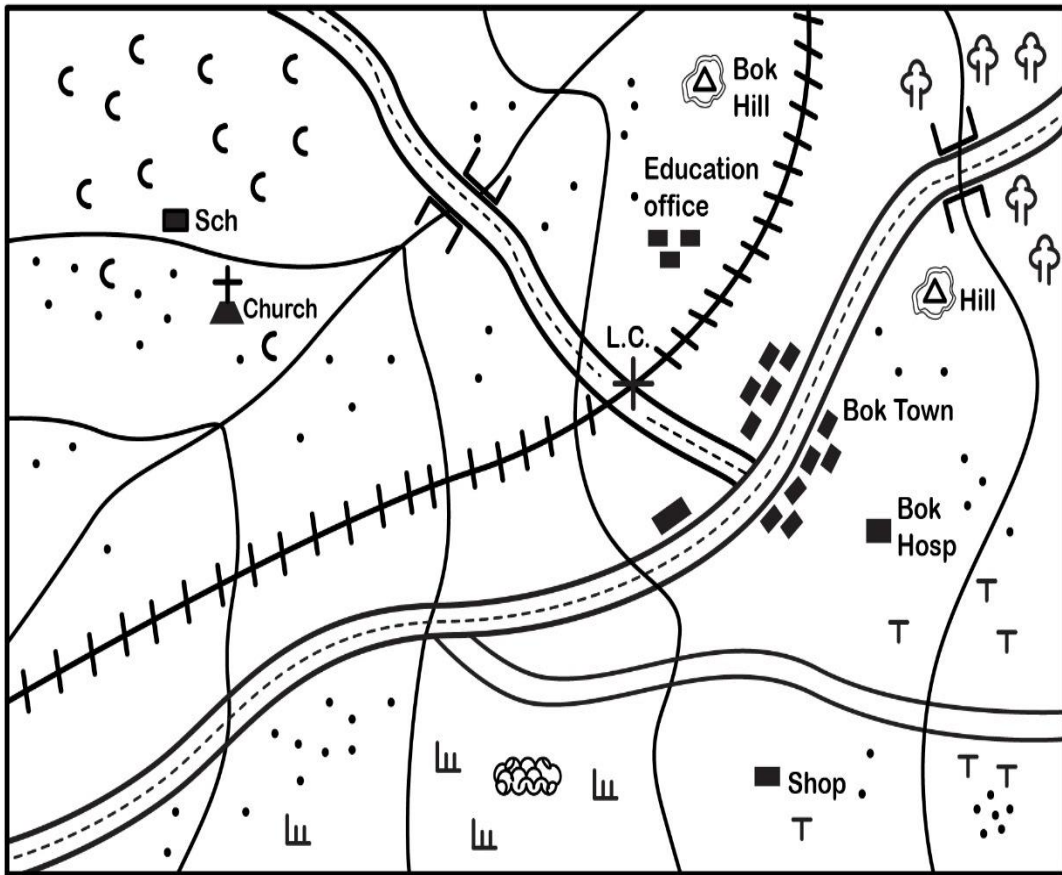 Bok
Hill
Education
office
Sch
Church
Hill
L.C.
Bok Town
Bok
Hosp
Shop